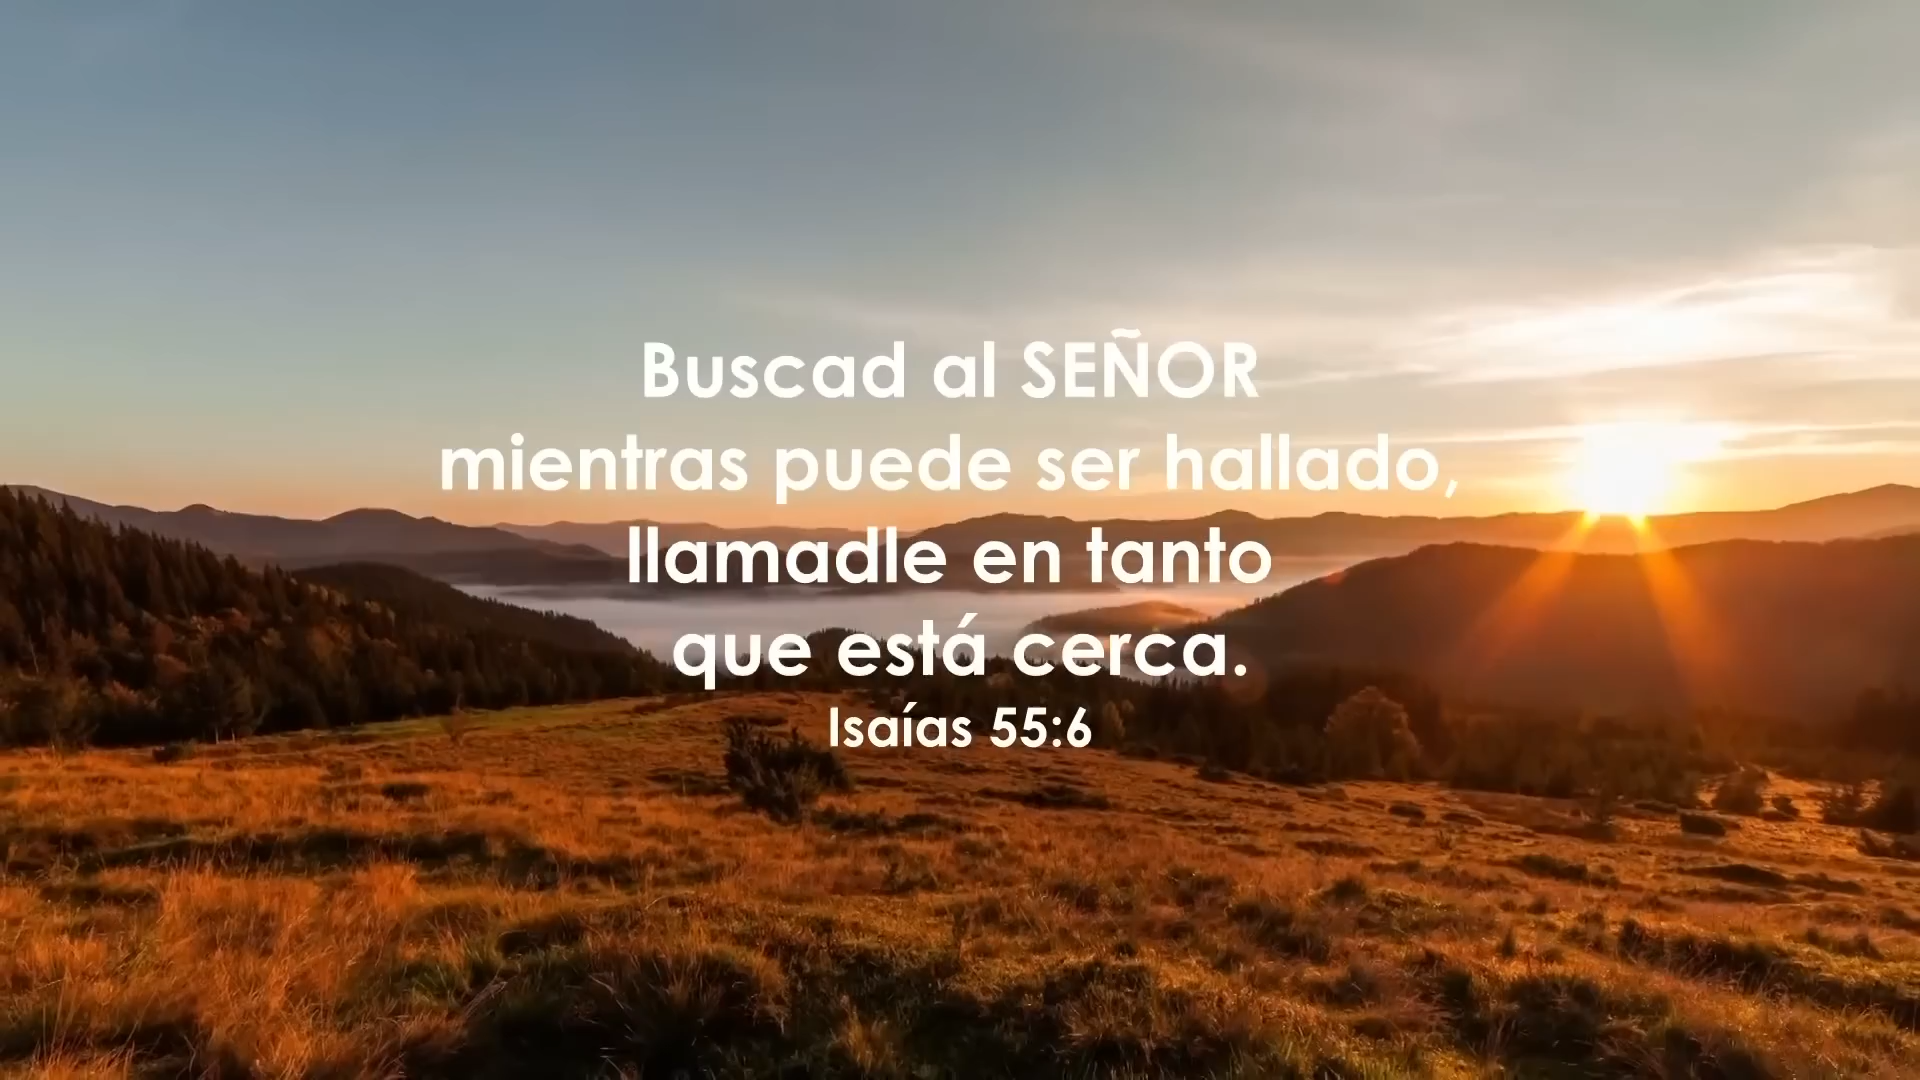 Buscad al SEÑOR
mientras puede ser hallado,
llamadle en tanto
que está cerca.
Isaías 55:6